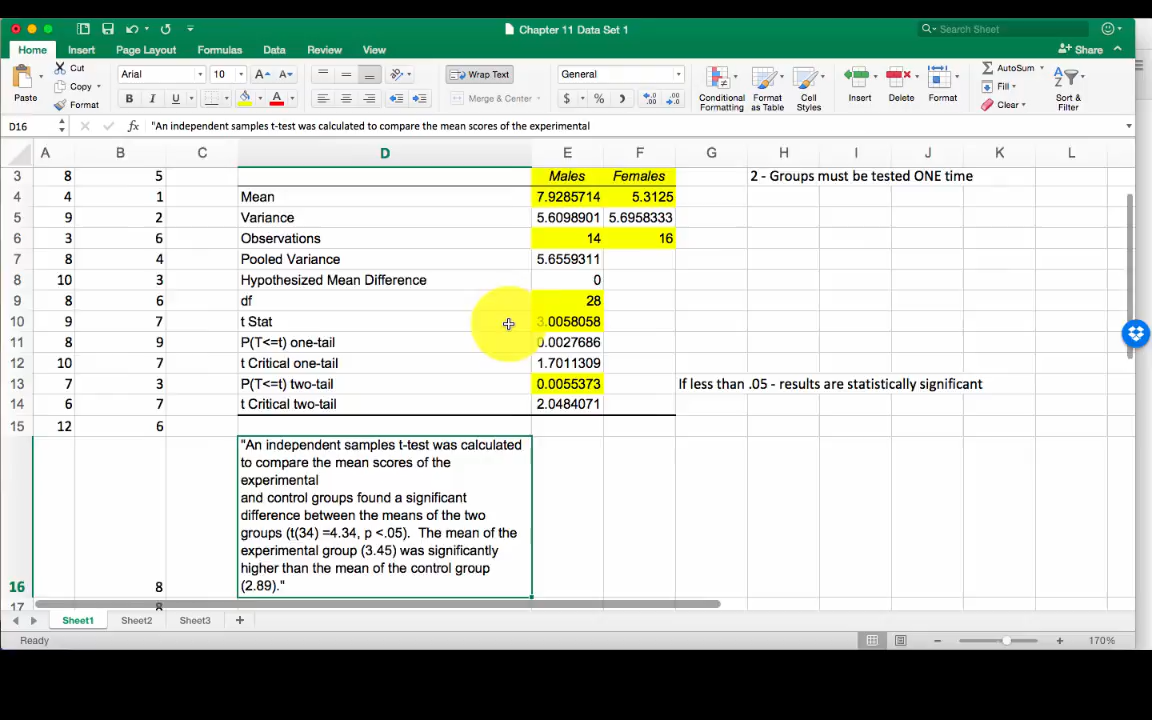 Chapter 11 Data Set 1
Search Sheet
Home Insert Page Layout Formulas Data Review View
Share
Cut
Copy
Format
Paste
Arial 10
Wrap Text
Merge & Center
General
Conditional Formatting
Format as Table
Cell Styles
Insert
Delete
Format
AutoSum
Fill
Clear
Sort & Filter
D16 fx "An independent samples t-test was calculated to compare the mean scores of the experimental
A B C D E F G H I J K L
3 8 5 Males Females 2 - Groups must be tested ONE time
4 4 1 Mean 7.9285714 5.3125
5 9 2 Variance 5.6098901 5.6958333
6 3 6 Observations 14 16
7 8 4 Pooled Variance 5.6559311
8 10 3 Hypothesized Mean Difference 0
9 8 6 df 28
10 9 7 t Stat 3.0058058
11 8 9 P(T<=t) one-tail 0.0027686
12 10 7 t Critical one-tail 1.7011309
13 7 3 P(T<=t) two-tail 0.0055373 If less than .05 - results are statistically significant
14 6 7 t Critical two-tail 2.0484071
15 12 6
"An independent samples t-test was calculated
to compare the mean scores of the
experimental
and control groups found a significant
difference between the means of the two
groups (t(34) =4.34, p <.05). The mean of the
experimental group (3.45) was significantly
higher than the mean of the control group
16 8 (2.89)."
17 8
Sheet1 Sheet2 Sheet3 +
Ready 170%